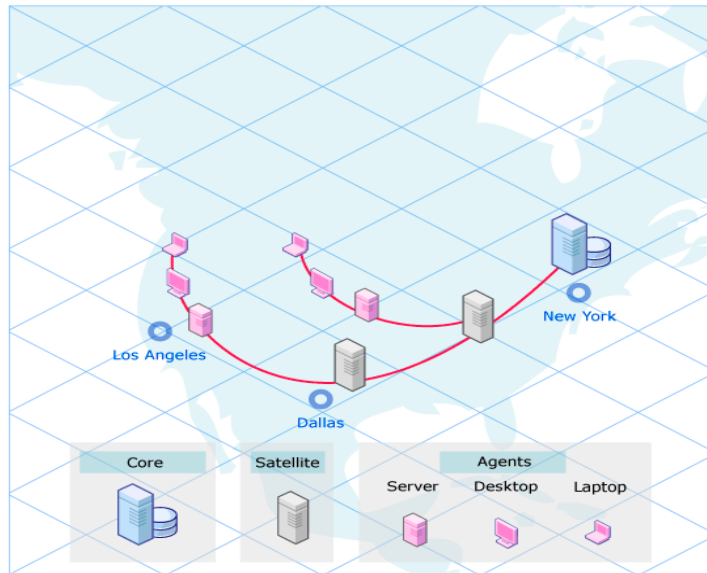 New York
Los Angeles
Dallas
Core
Satellite
Agents
Server
Desktop
Laptop